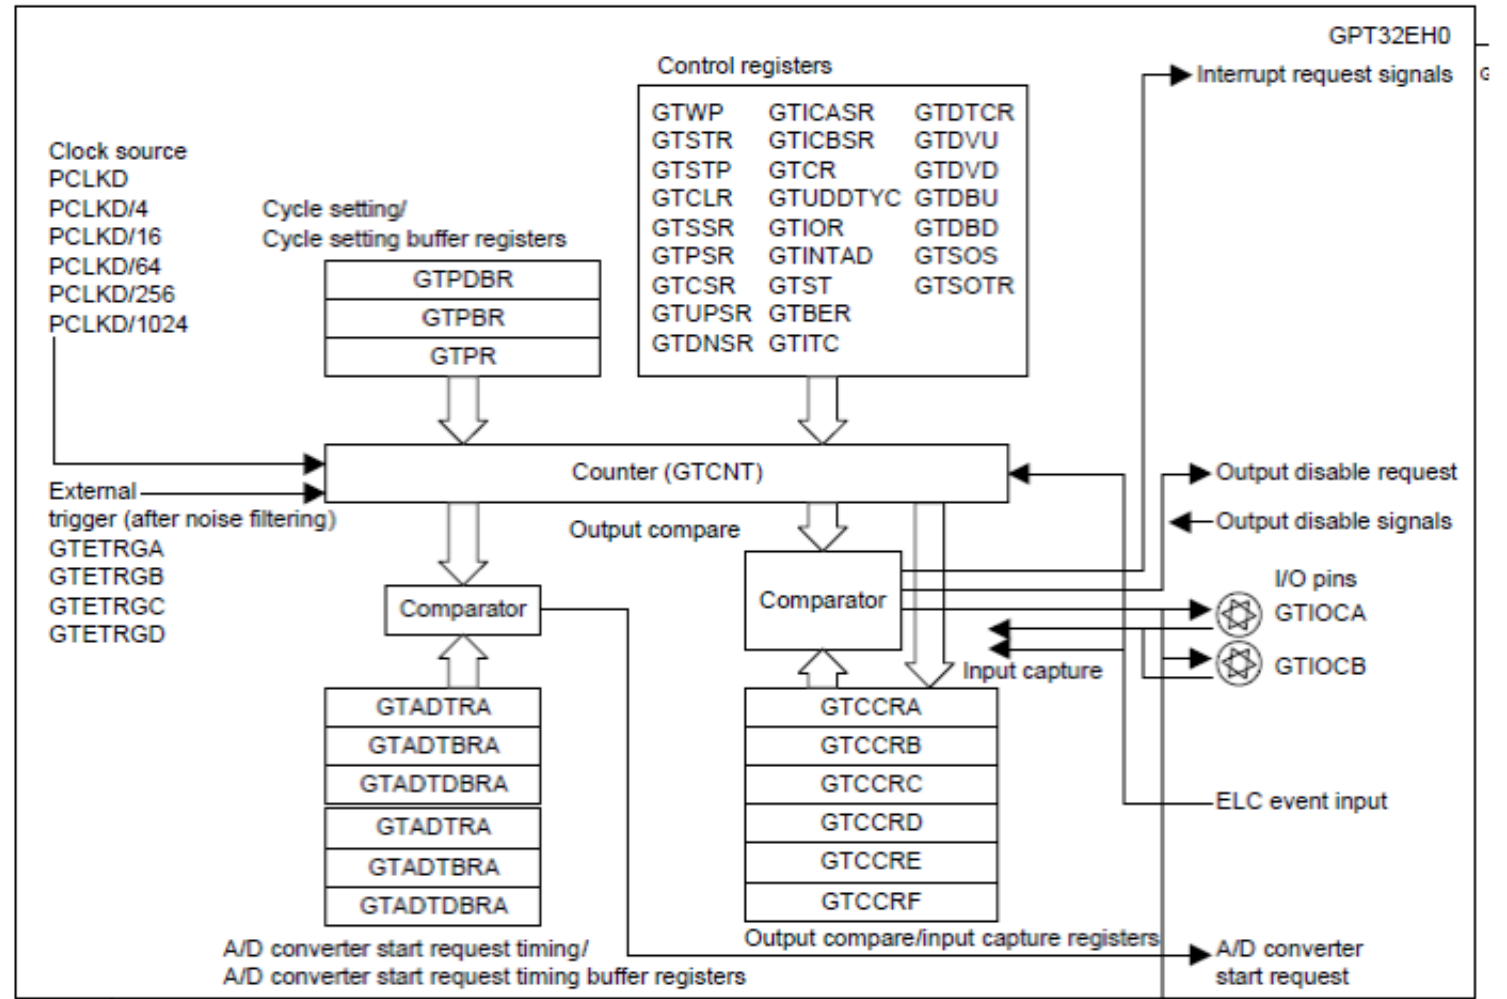 GPT32EH0
Interrupt request signals
Control registers
GTWP GTICASR GTDTCR
GTSTR GTICBSR GTDVU
GTSTP GTCR GTDVD
GTCLR GTUDDTYC GTDBU
GTSSR GTIOR GTDBD
GTPSR GTINTAD GTSOS
GTCSR GTST GTSOTR
GTUPSR GTBER
GTDNSR GTITC
Clock source
PCLKD
PCLKD/4
PCLKD/16
PCLKD/64
PCLKD/256
PCLKD/1024
Cycle setting/
Cycle setting buffer registers
GTPDBR
GTPBR
GTPR
Counter (GTCNT)
External
trigger (after noise filtering)
GTETRGA
GTETRGB
GTETRGC
GTETRGD
Output compare
Comparator
Comparator
Output disable request
Output disable signals
I/O pins
GTIOCA
GTIOCB
Input capture
GTADTRA
GTADTBRA
GTADTDBRA
GTADTRA
GTADTBRA
GTADTDBRA
A/D converter start request timing/
A/D converter start request timing buffer registers
GTCCRA
GTCCRB
GTCCRC
GTCCRD
GTCCRE
GTCCRF
Output compare/input capture registers
ELC event input
A/D converter
start request